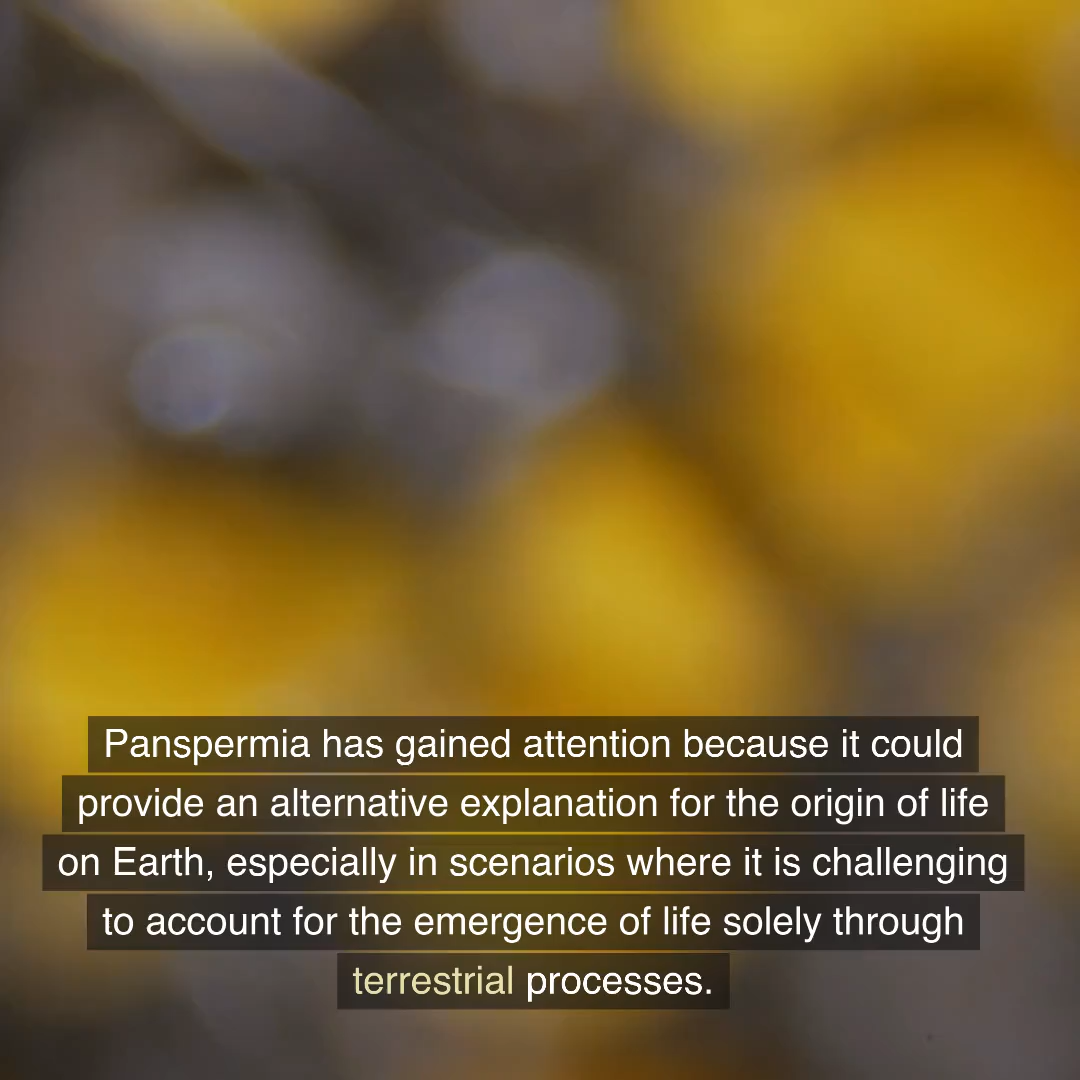 Panspermia has gained attention because it could
provide an alternative explanation for the origin of life
on Earth, especially in scenarios where it is challenging
to account for the emergence of life solely through
terrestrial processes.